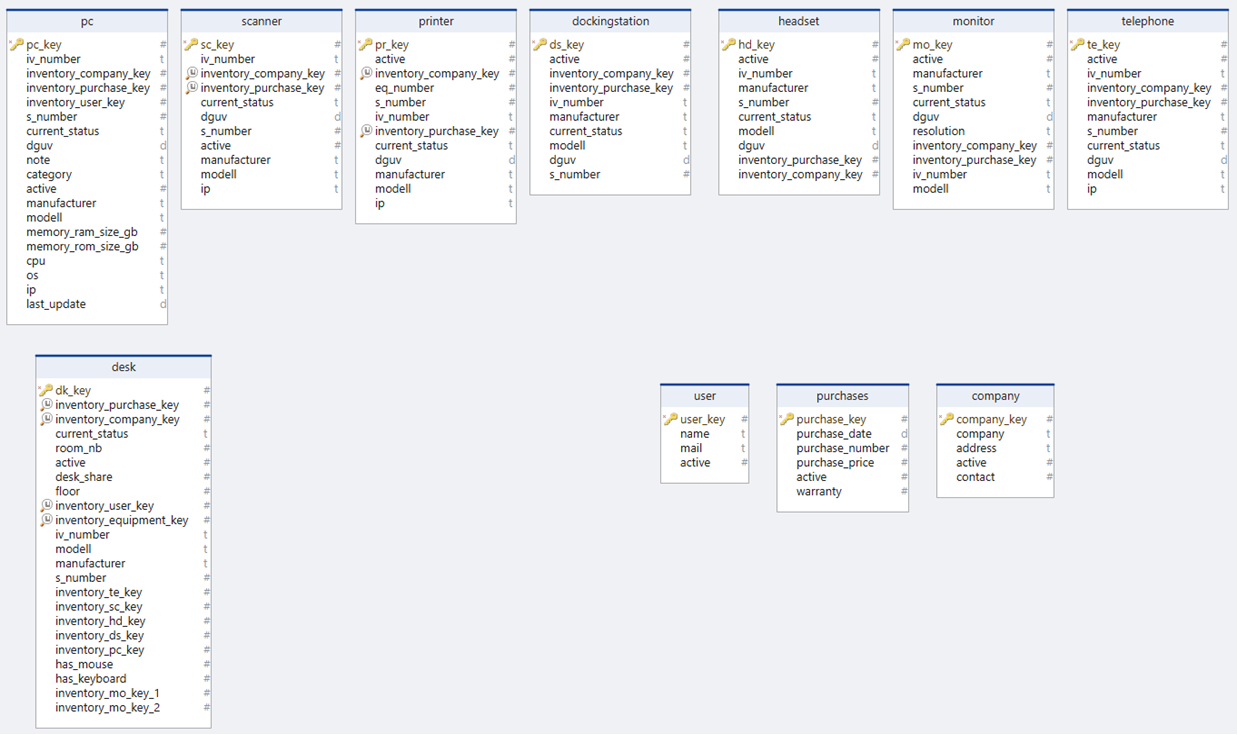 pc
pc_key #
iv_number t
inventory_company_key #
inventory_purchase_key #
inventory_user_key #
s_number #
current_status t
dguv d
note t
category t
active #
manufacturer t
modell t
memory_ram_size_gb #
memory_rom_size_gb #
cpu t
os t
ip t
last_update d
scanner
sc_key #
iv_number t
inventory_company_key #
inventory_purchase_key #
current_status t
dguv d
s_number #
active #
manufacturer t
modell t
ip t
printer
pr_key #
active #
inventory_company_key #
eq_number #
s_number #
iv_number t
inventory_purchase_key #
current_status t
dguv d
manufacturer t
modell t
ip t
dockingstation
ds_key #
active #
inventory_company_key #
inventory_purchase_key #
iv_number t
manufacturer t
current_status t
modell t
dguv d
s_number #
headset
hd_key #
active #
iv_number t
manufacturer t
s_number #
current_status t
modell t
dguv d
inventory_purchase_key #
inventory_company_key #
monitor
mo_key #
active #
manufacturer t
s_number #
current_status t
dguv d
resolution t
inventory_company_key #
inventory_purchase_key #
iv_number t
modell t
telephone
te_key #
active #
iv_number t
inventory_company_key #
inventory_purchase_key #
manufacturer t
s_number #
current_status t
dguv d
modell t
ip t
desk
dk_key #
inventory_purchase_key #
inventory_company_key #
current_status t
room_nb #
active #
desk_share #
floor #
inventory_user_key #
inventory_equipment_key #
iv_number t
modell t
manufacturer t
s_number #
inventory_te_key #
inventory_sc_key #
inventory_hd_key #
inventory_ds_key #
inventory_pc_key #
has_mouse #
has_keyboard #
inventory_mo_key_1 #
inventory_mo_key_2 #
user
user_key #
name t
mail t
active #
purchases
purchase_key #
purchase_date d
purchase_number #
purchase_price #
active #
warranty #
company
company_key #
company t
address t
active #
contact #